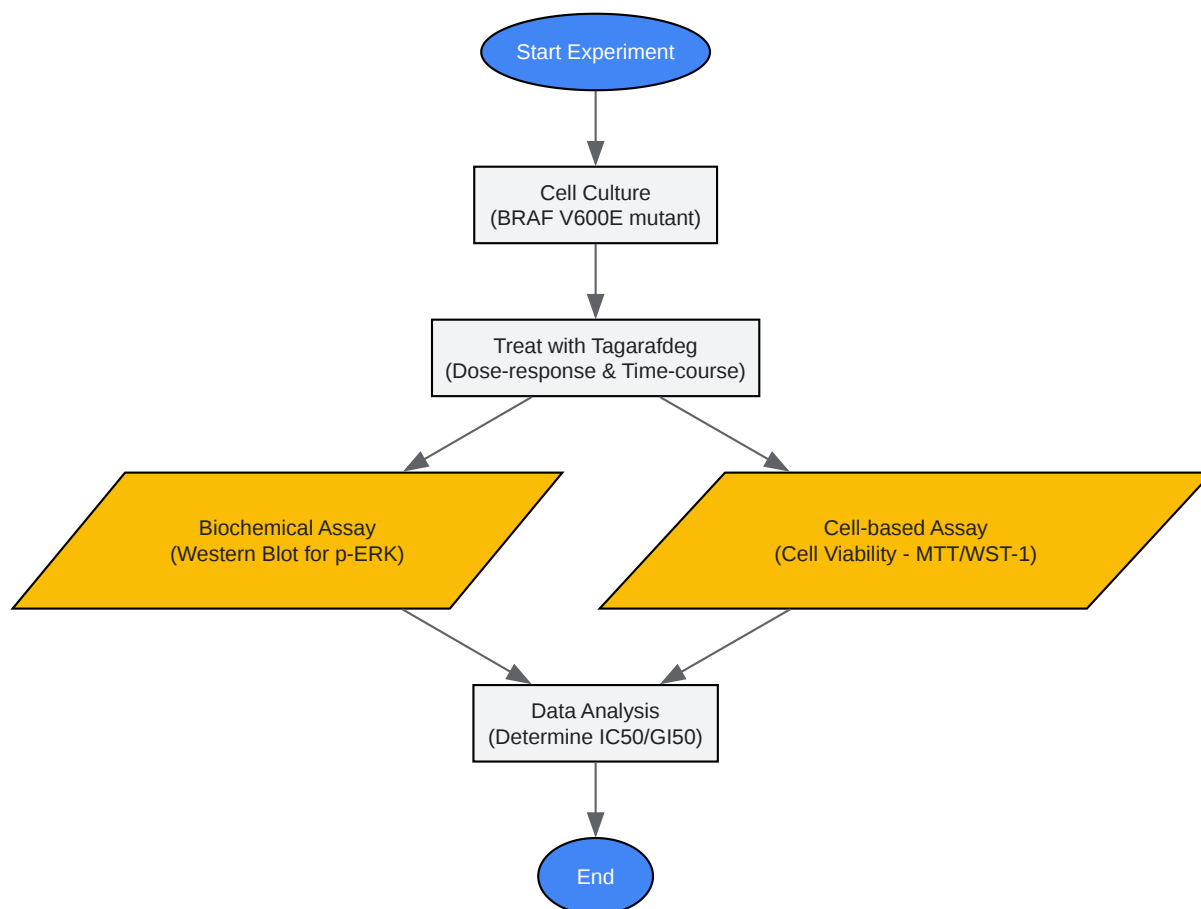 Start Experiment
Cell Culture
(BRAF V600E mutant)
Treat with Tagarafdeg
(Dose-response & Time-course)
Biochemical Assay
(Western Blot for p-ERK)
Cell-based Assay
(Cell Viability - MTT/WST-1)
Data Analysis
(Determine IC50/GI50)
End